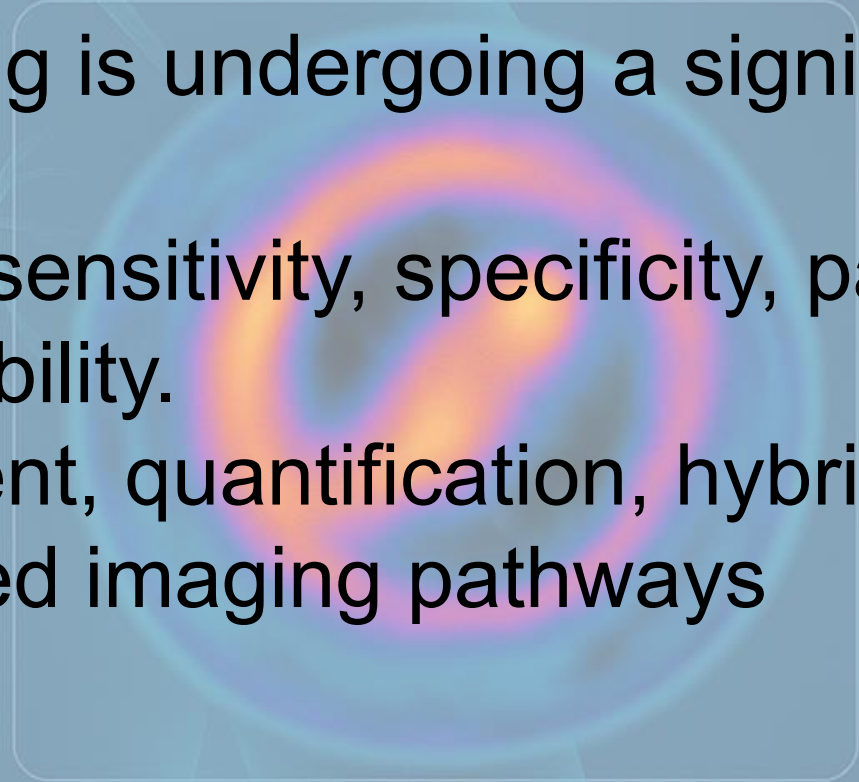 g is undergoing a signi
sensitivity, specificity, pa
bility.
ent, quantification, hybri
ed imaging pathways